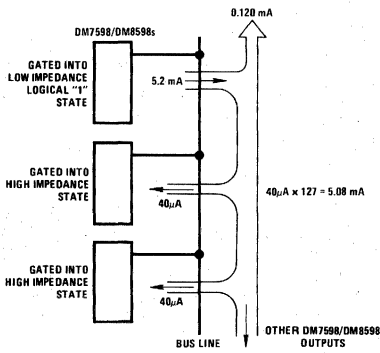 0.120 mA
DM7598/DM8598s
GATED INTO
LOW IMPEDANCE
LOGICAL "1"
STATE
5.2 mA
GATED INTO
HIGH IMPEDANCE
STATE
40μA
40μA x 127 = 5.08 mA
GATED INTO
HIGH IMPEDANCE
STATE
40μA
BUS LINE
OTHER DM7598/DM8598
OUTPUTS